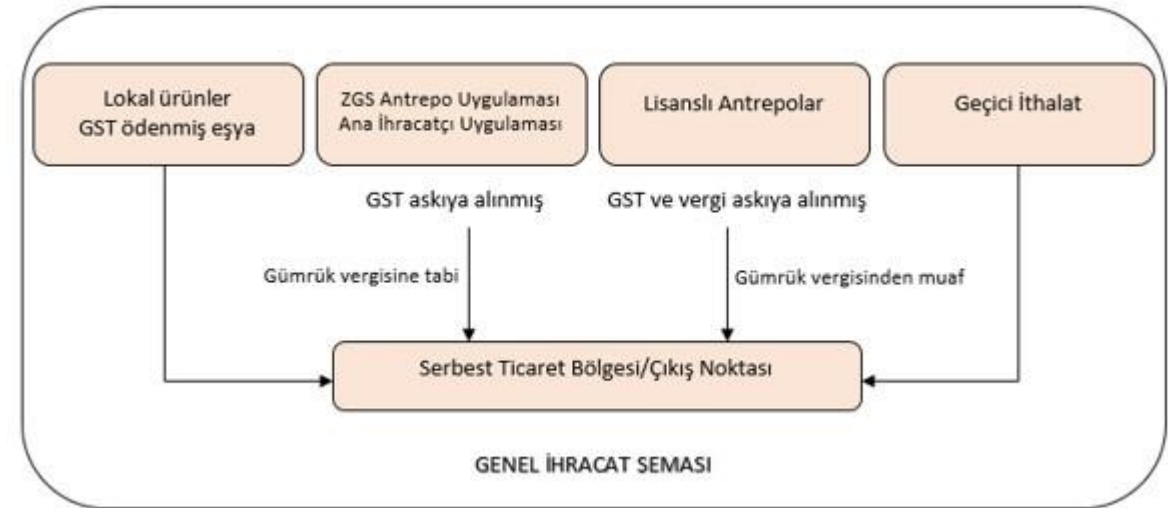 Lokal ürünler
GST ödenmiş eşya
ZGS Antrepo Uygulaması
Ana İhracatçı Uygulaması
Lisanslı Antrepolar
Geçici İthalat
GST askıya alınmış
GST ve vergi askıya alınmış
Gümrük vergisine tabi
Gümrük vergisinden muaf
Serbest Ticaret Bölgesi/Çıkış Noktası
GENEL İHRACAT ŞEMASI